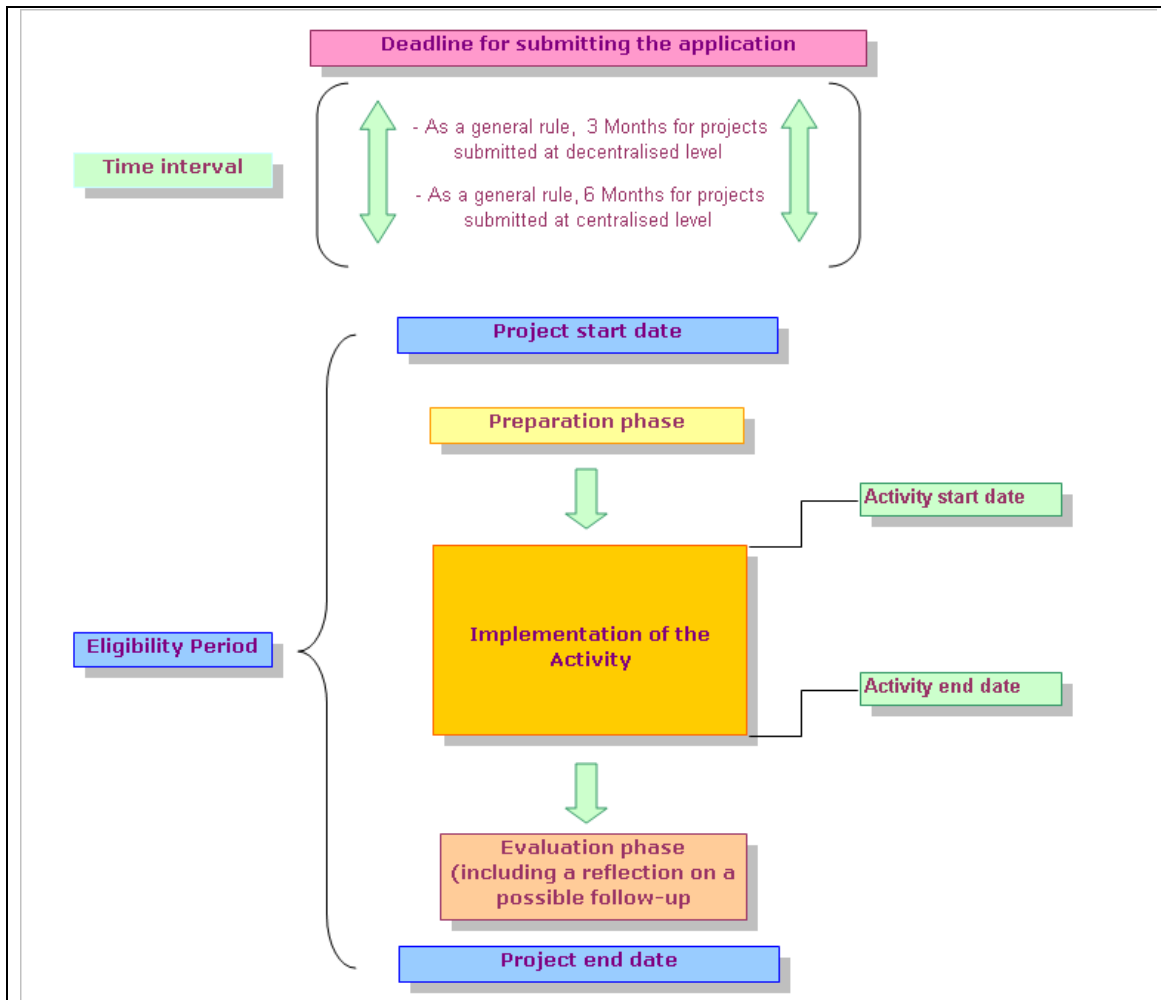 Deadline for submitting the application
Time interval
- As a general rule, 3 Months for projects
submitted at decentralised level
- As a general rule, 6 Months for projects
submitted at centralised level
Project start date
Preparation phase
Activity start date
Implementation of the
Activity
Eligibility Period
Activity end date
Evaluation phase
(including a reflection on a
possible follow-up
Project end date